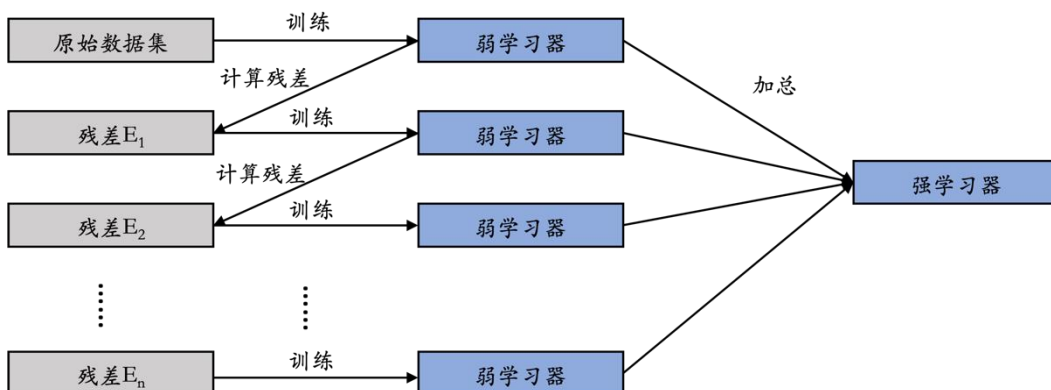 原始数据集
训练
弱学习器
计算残差
加总
残差E₁
训练
弱学习器
计算残差
强学习器
残差E₂
训练
弱学习器
……
……
残差Eₙ
训练
弱学习器